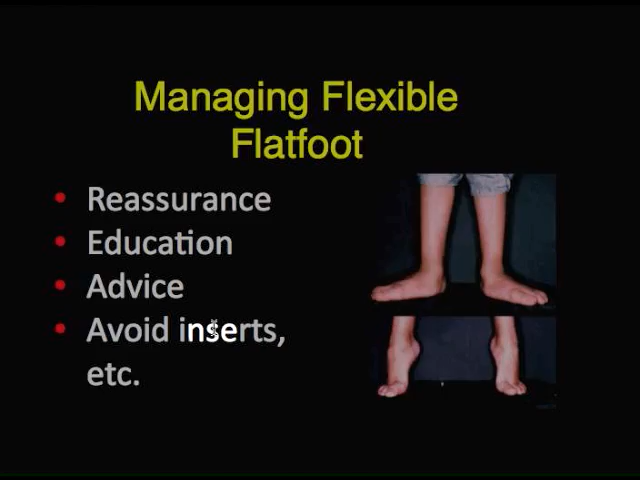 Managing Flexible
Flatfoot
• Reassurance
• Education
• Advice
• Avoid inserts,
etc.